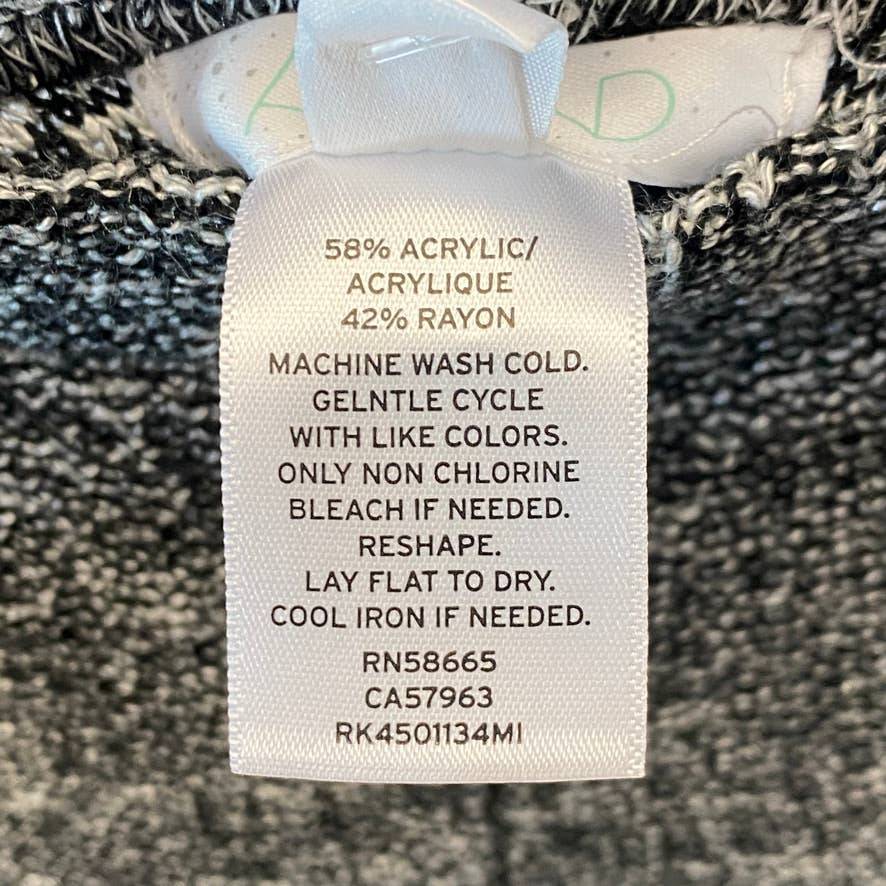 58% ACRYLIC/
ACRYLIQUE
42% RAYON
MACHINE WASH COLD.
GELNTLE CYCLE
WITH LIKE COLORS.
ONLY NON CHLORINE
BLEACH IF NEEDED.
RESHAPE.
LAY FLAT TO DRY.
COOL IRON IF NEEDED.
RN58665
CA57963
RK4501134MI